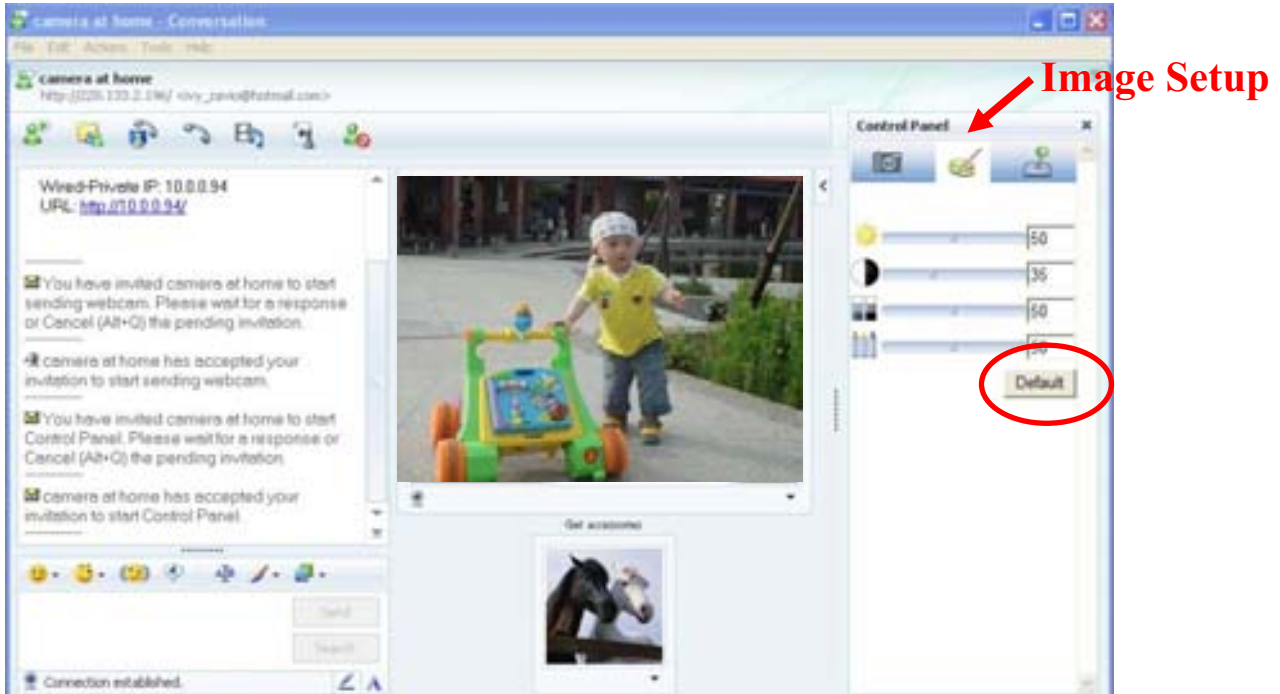 camera at home - Conversation
File Edit Actions Tools Help
camera at home
Image Setup
Control Panel
Wired-Private IP: 10.0.0.94
URL: http://10.0.0.94/
You have invited camera at home to start
sending webcam. Please wait for a response
or Cancel (Alt+Q) the pending invitation.
camera at home has accepted your
invitation to start sending webcam.
You have invited camera at home to start
Control Panel. Please wait for a response or
Cancel (Alt+Q) the pending invitation.
camera at home has accepted your
invitation to start Control Panel.
50
36
50
50
Default
Send
Search
Connection established.
A